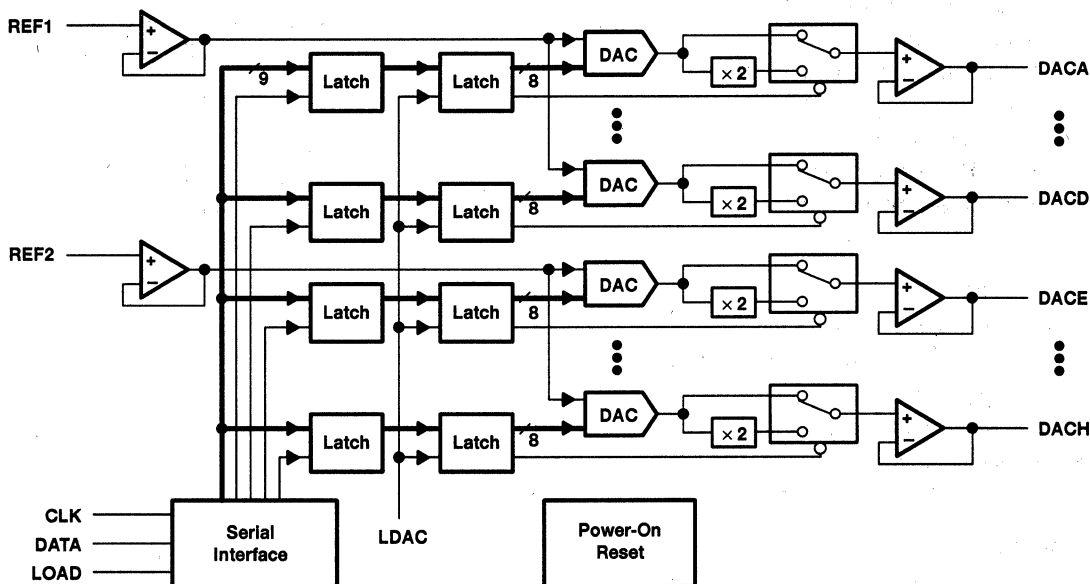 REF1
DAC
× 2
DACA
9
Latch
Latch
8
DAC
× 2
DACD
Latch
Latch
8
REF2
DAC
× 2
DACE
Latch
Latch
8
DAC
× 2
DACH
Latch
Latch
8
CLK
DATA
LOAD
Serial
Interface
LDAC
Power-On
Reset